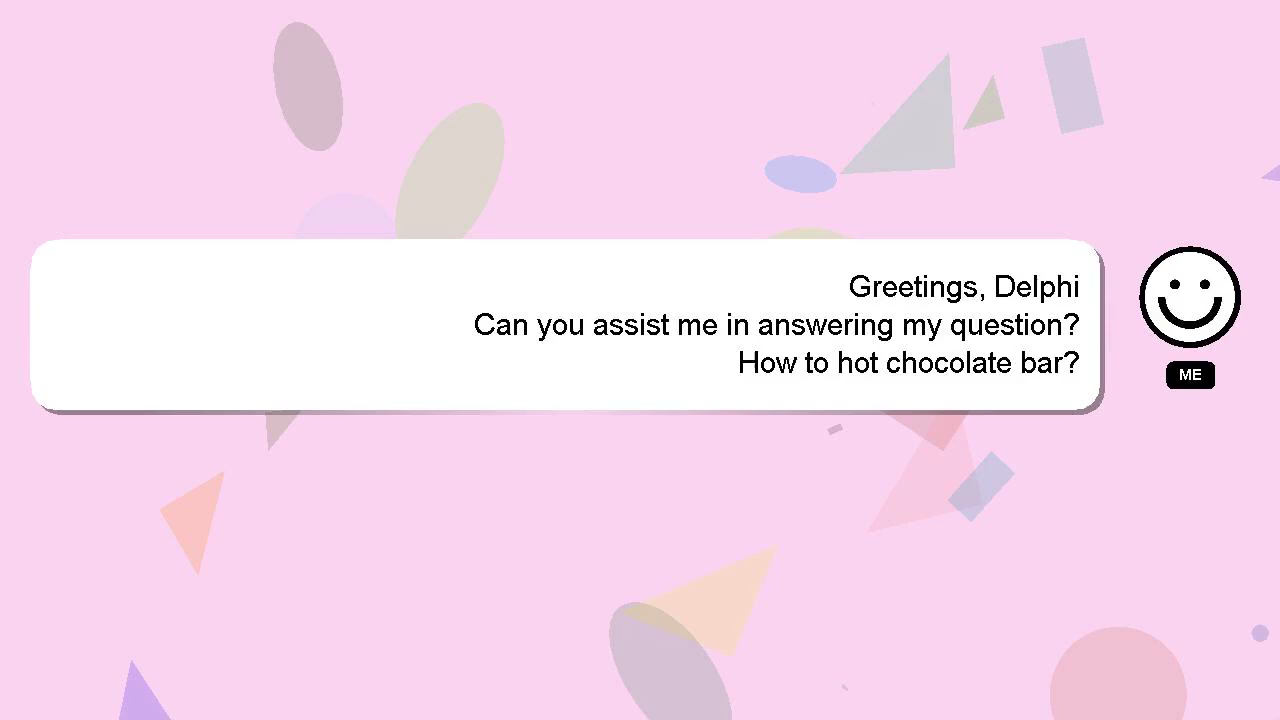 Greetings, Delphi
Can you assist me in answering my question?
How to hot chocolate bar?
ME